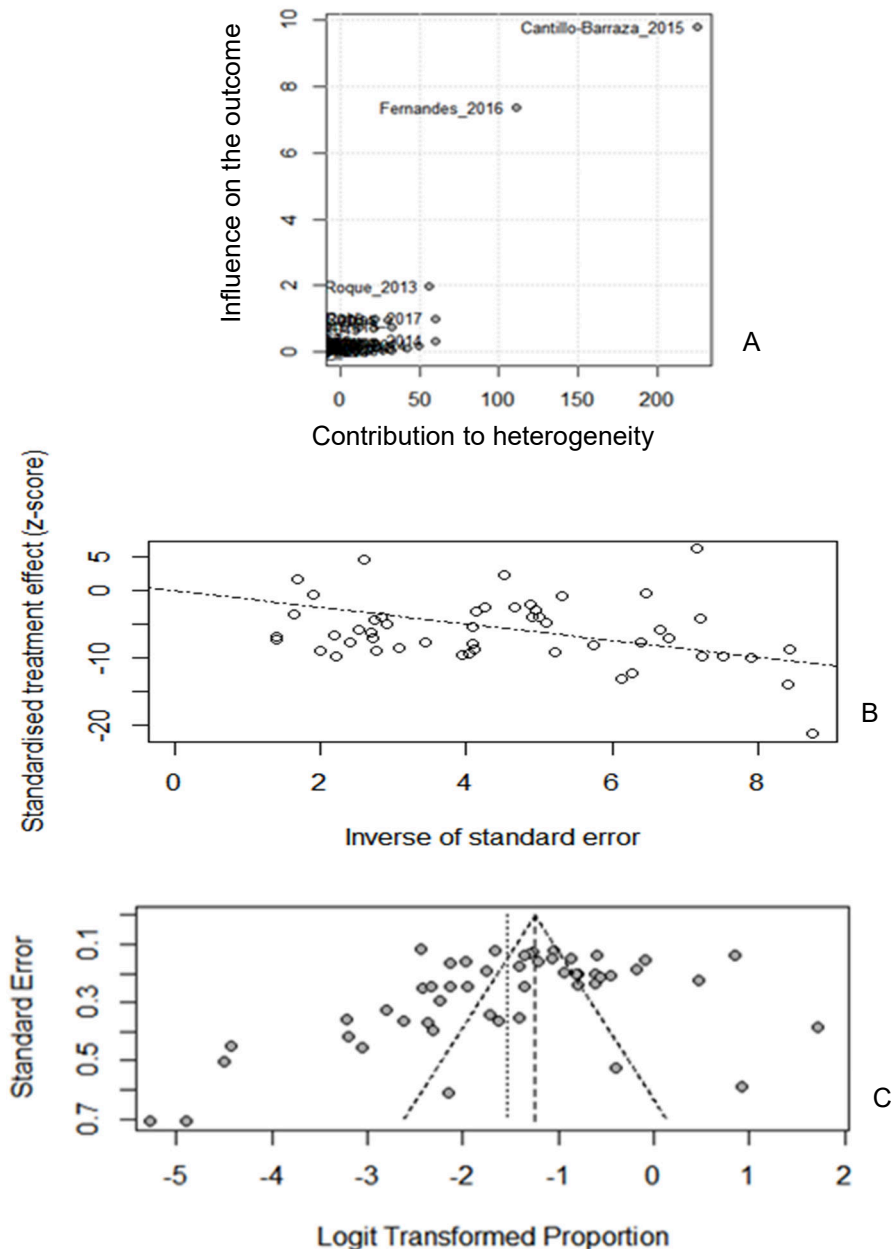 10
Cantillo-Barraza_2015
8
Fernandes_2016
6
4
2
Roque_2013
2017
2014
0
0 50 100 150 200
Influence on the outcome
Contribution to heterogeneity
A
Standardised treatment effect (z-score)
5
0
-10
-20
0 2 4 6 8
Inverse of standard error
B
Standard Error
0.1
0.3
0.5
0.7
-5 -4 -3 -2 -1 0 1 2
Logit Transformed Proportion
C